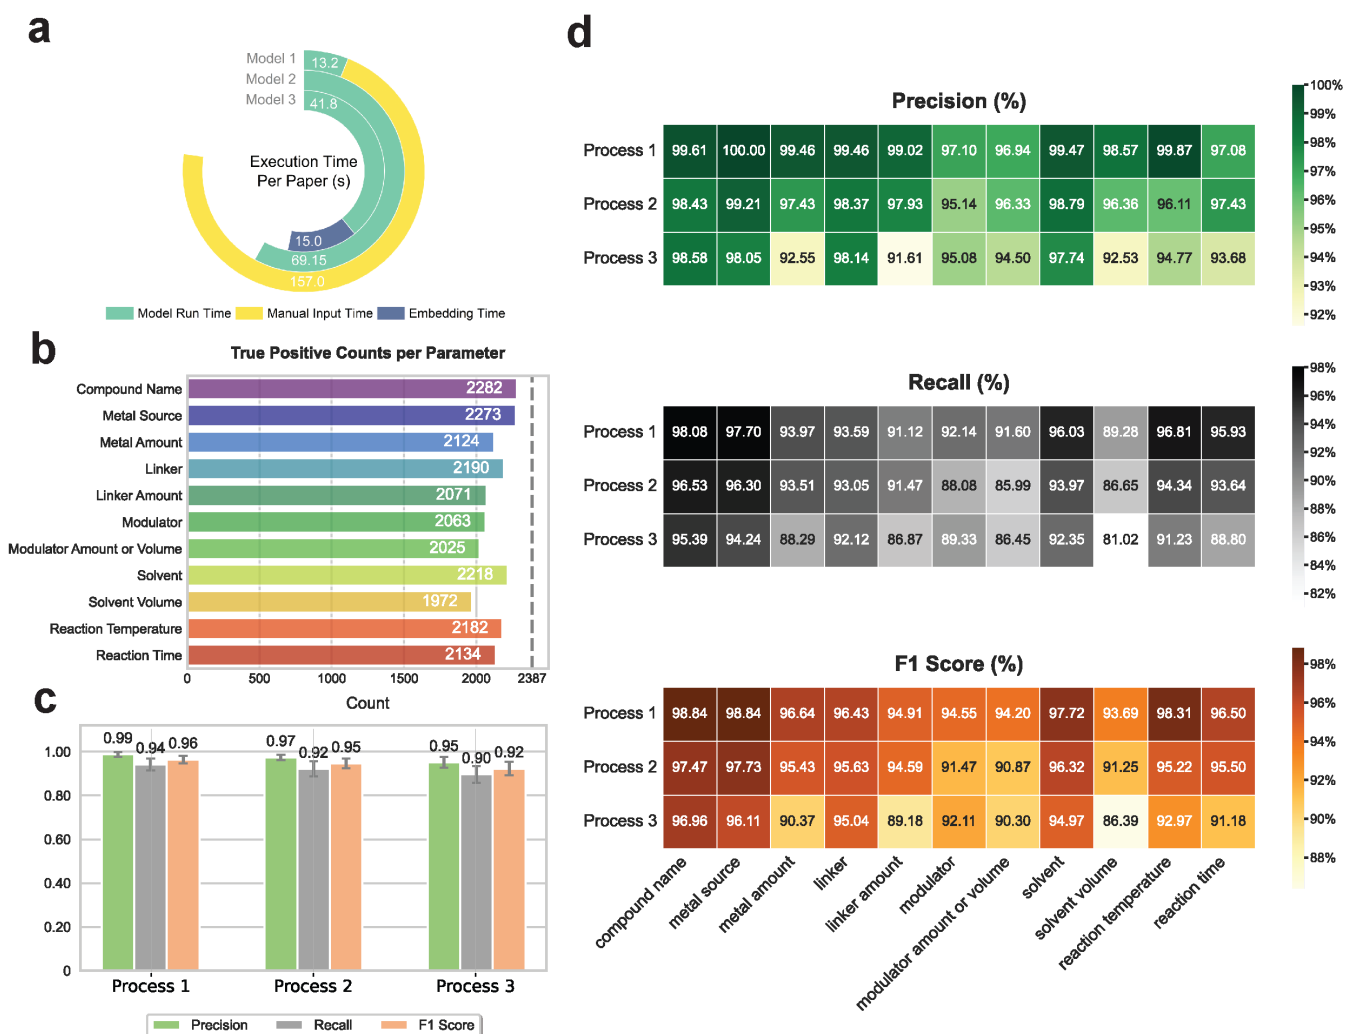 a
Model 1
Model 2
Model 3
13.2
41.8
Execution Time
Per Paper (s)
15.0
69.15
157.0
Model Run Time Manual Input Time Embedding Time
b
True Positive Counts per Parameter
Compound Name 2282
Metal Source 2273
Metal Amount 2124
Linker 2190
Linker Amount 2071
Modulator 2063
Modulator Amount or Volume 2025
Solvent 2218
Solvent Volume 1972
Reaction Temperature 2182
Reaction Time 2134
0 500 1000 1500 2000 2387
Count
c
1.00
0.80
0.60
0.40
0.20
0
0.99 0.94 0.96 0.97 0.92 0.95 0.95 0.90 0.92
Process 1 Process 2 Process 3
Precision Recall F1 Score
d
Precision (%)
Process 1 99.61 100.00 99.46 99.46 99.02 97.10 96.94 99.47 98.57 99.87 97.08
Process 2 98.43 99.21 97.43 98.37 97.93 95.14 96.33 98.79 96.36 96.11 97.43
Process 3 98.58 98.05 92.55 98.14 91.61 95.08 94.50 97.74 92.53 94.77 93.68
100%
99%
98%
97%
96%
95%
94%
93%
92%
Recall (%)
Process 1 98.08 97.70 93.97 93.59 91.12 92.14 91.60 96.03 89.28 96.81 95.93
Process 2 96.53 96.30 93.51 93.05 91.47 88.08 85.99 93.97 86.65 94.34 93.64
Process 3 95.39 94.24 88.29 92.12 86.87 89.33 86.45 92.35 81.02 91.23 88.80
98%
96%
94%
92%
90%
98%
86%
84%
82%
F1 Score (%)
Process 1 98.84 98.84 96.64 96.43 94.91 94.55 94.20 97.72 93.69 98.31 96.50
Process 2 97.47 97.73 95.43 95.63 94.59 91.47 90.87 96.32 91.25 95.22 95.50
Process 3 96.96 96.11 90.37 95.04 89.18 92.11 90.30 94.97 86.39 92.97 91.18
98%
96%
94%
92%
90%
88%
compound name
metal source
metal amount
linker
linker amount
modulator
modulator amount or volume
solvent
solvent volume
reaction temperature
reaction time